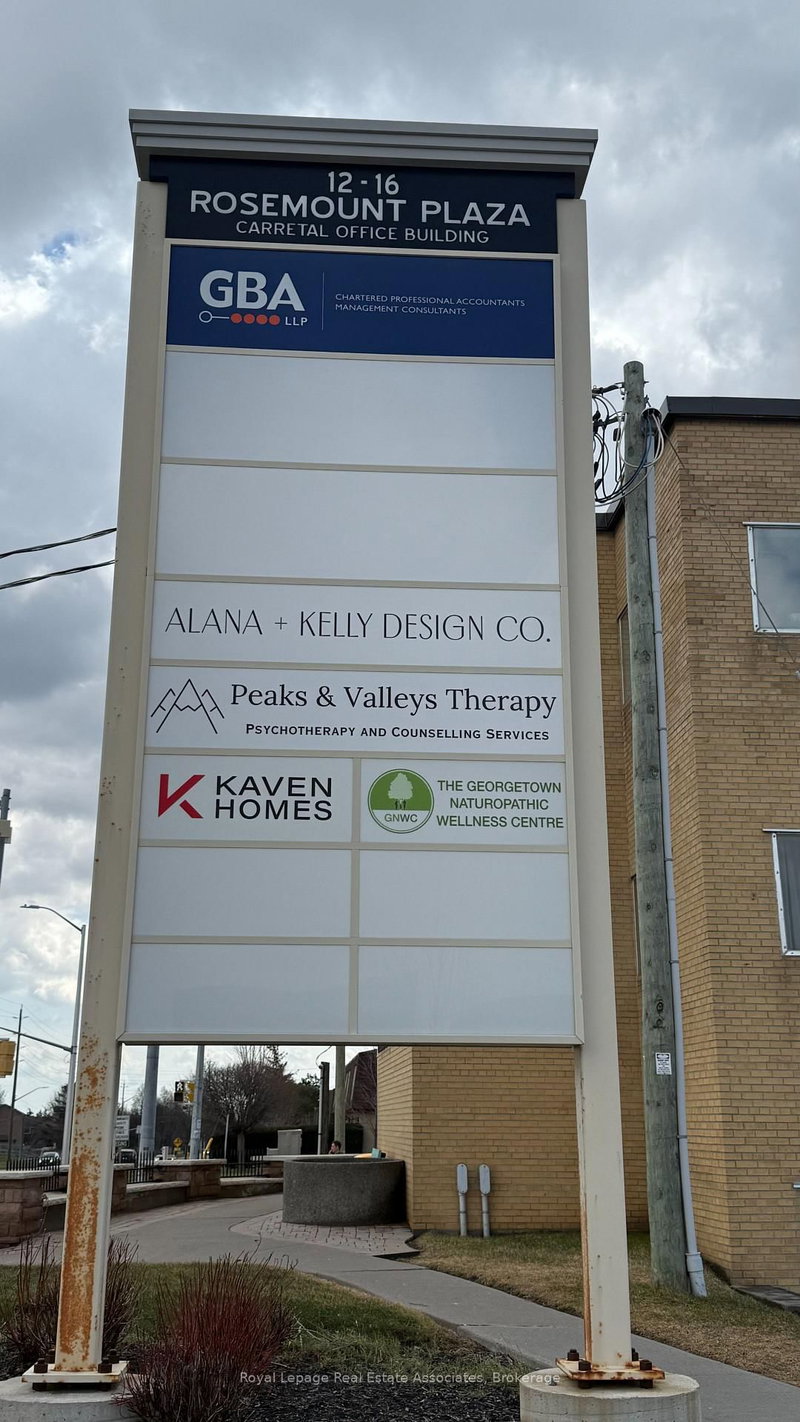 12 - 16
ROSEMOUNT PLAZA
CARRETAL OFFICE BUILDING
GBA
LLP
CHARTERED PROFESSIONAL ACCOUNTANTS
MANAGEMENT CONSULTANTS
ALANA + KELLY DESIGN CO.
Peaks & Valleys Therapy
PSYCHOTHERAPY AND COUNSELLING SERVICES
KAVEN
HOMES
GNWC
THE GEORGETOWN
NATUROPATHIC
WELLNESS CENTRE
Royal Lepage Real Estate Associates, Brokerage